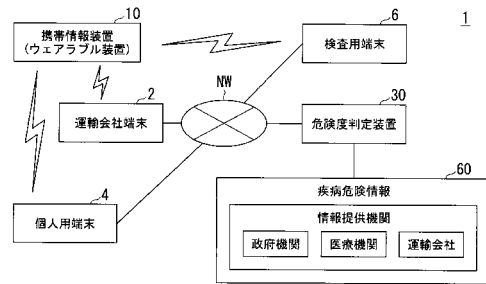 10
携帯情報装置
(ウェアラブル装置)
6
検査用端末
1
2
運輸会社端末
NW
30
危険度判定装置
4
個人用端末
60
疾病危険情報
情報提供機関
政府機関
医療機関
運輸会社